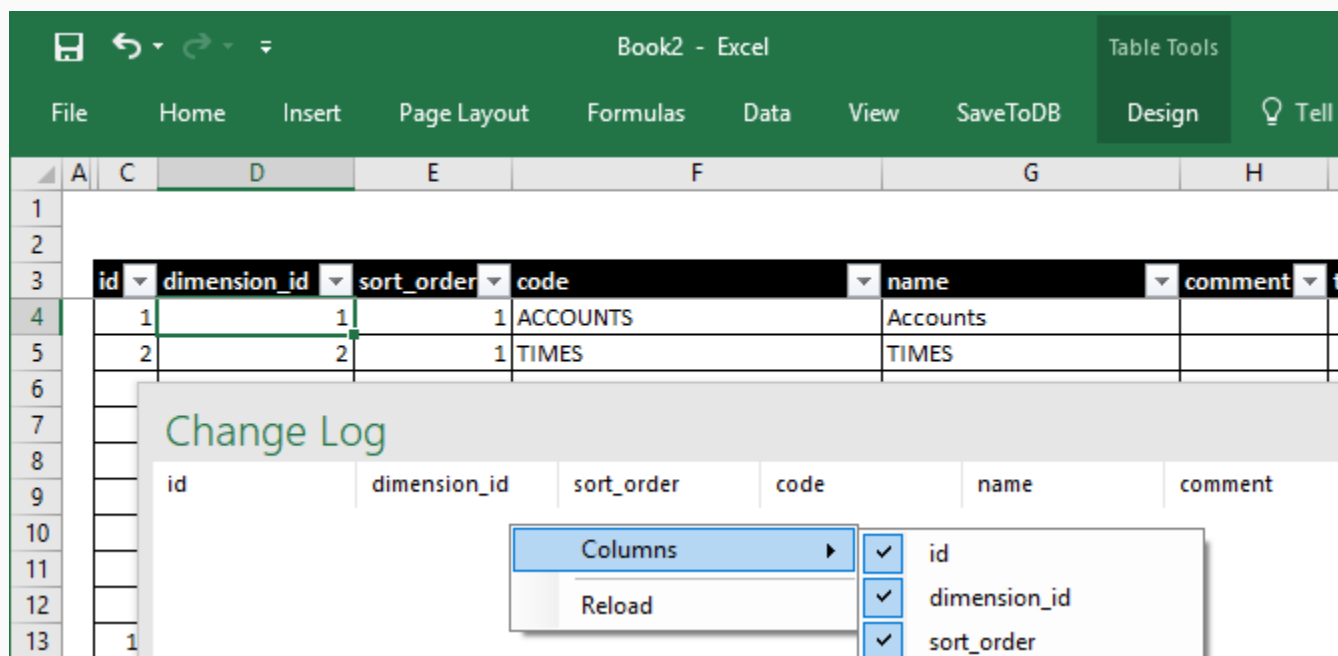 Book2 - Excel Table Tools
File Home Insert Page Layout Formulas Data View SaveToDB Design Tell
A C D E F G H
1
2
3 id dimension_id sort_order code name comment t
4 1 1 1 ACCOUNTS Accounts
5 2 2 1 TIMES TIMES
6
7 Change Log
8
9 id dimension_id sort_order code name comment
10 Columns id
11
12 Reload dimension_id
13 1 sort_order